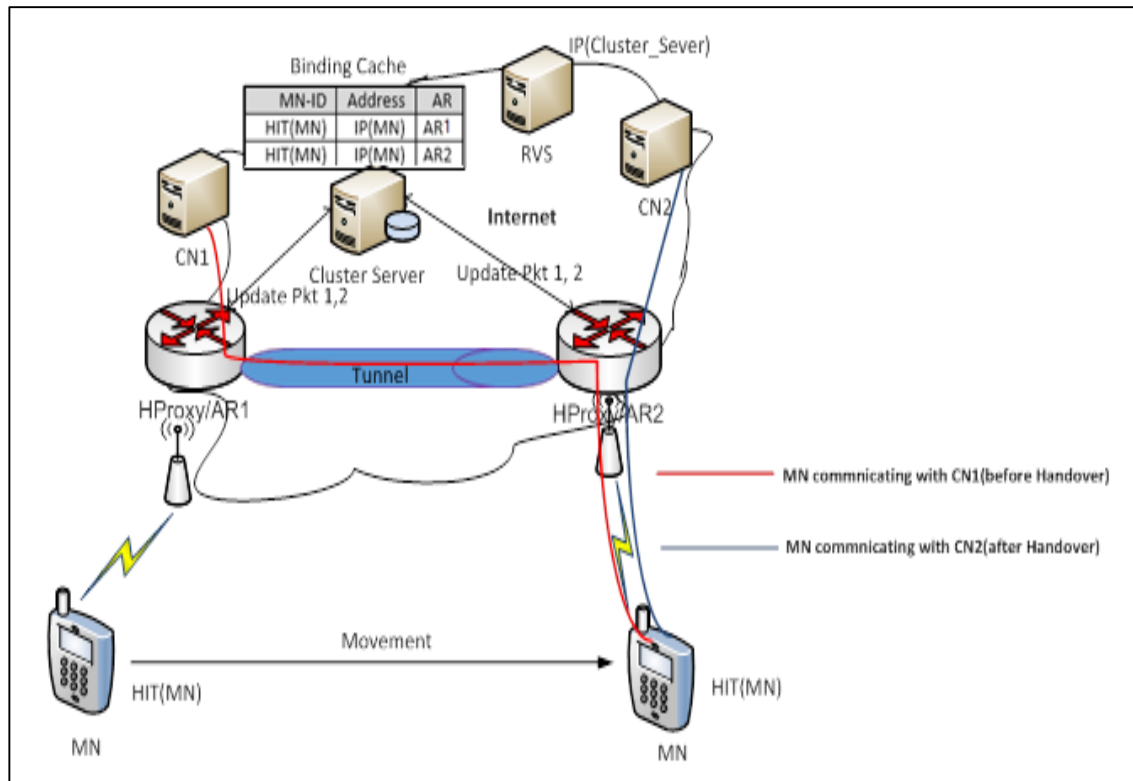 IP(Cluster_Sever)
Binding Cache
MN-ID Address AR
HIT(MN) IP(MN) AR1
HIT(MN) IP(MN) AR2
RVS
CN2
Internet
CN1
Cluster Server
Update Pkt 1, 2
Update Pkt 1,2
Tunnel
HProxy/AR1
HProxy/AR2
MN commnicating with CN1(before Handover)
MN commnicating with CN2(after Handover)
Movement
HIT(MN)
HIT(MN)
MN
MN